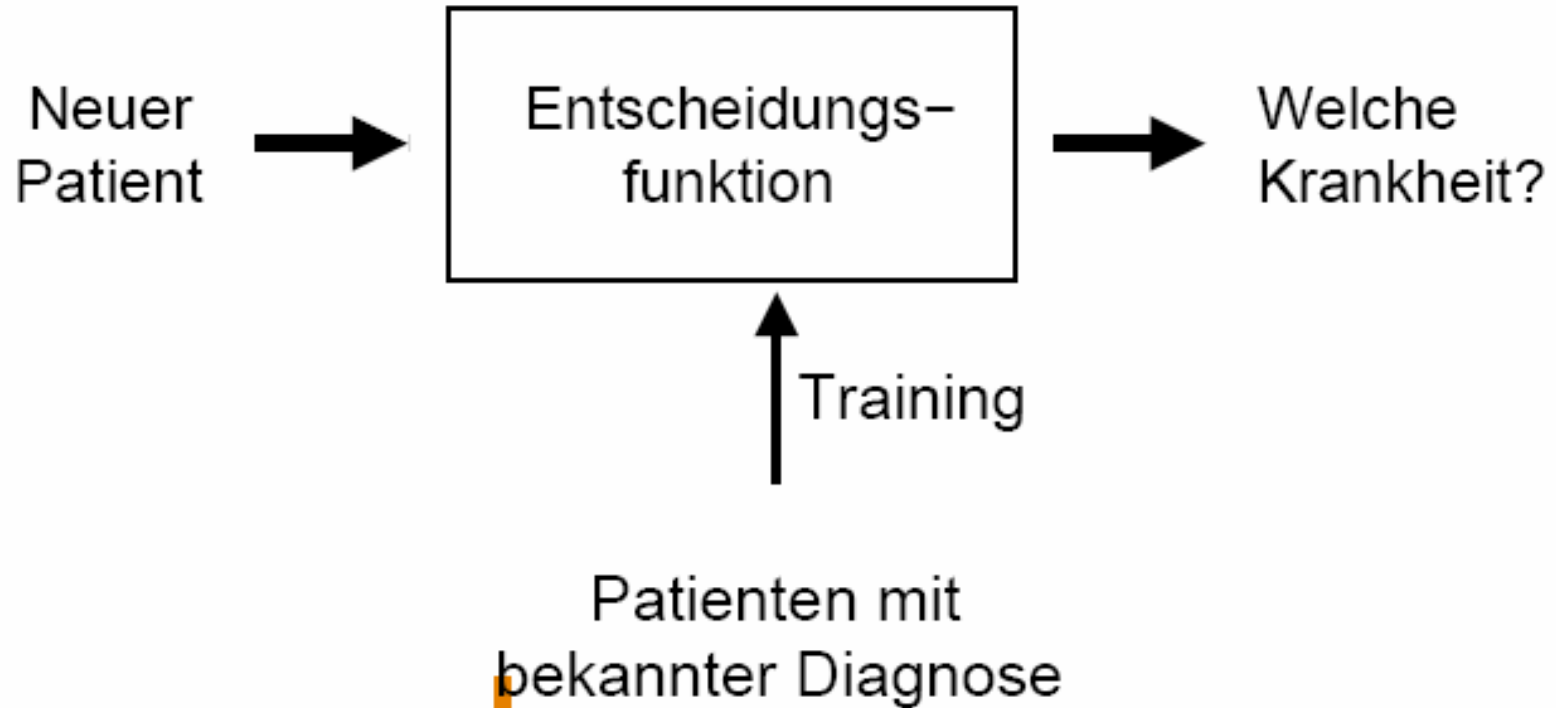 Neuer
Patient
Entscheidungs−
funktion
Welche
Krankheit?
Training
Patienten mit
bekannter Diagnose